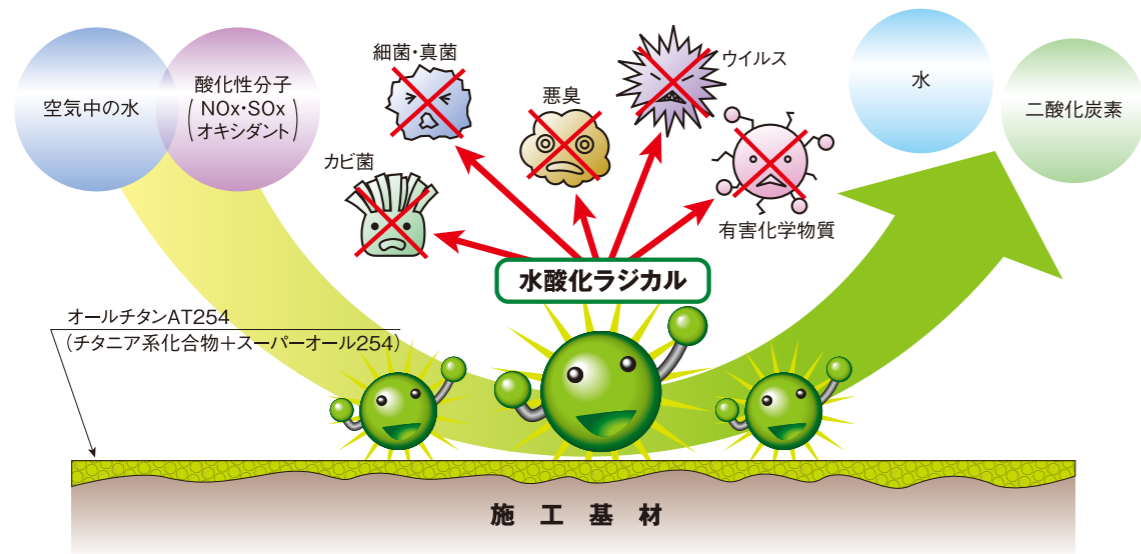 空気中の水
酸化性分子
(NOx・SOx
オキシダント)
細菌・真菌
カビ菌
悪臭
ウイルス
有害化学物質
水
二酸化炭素
水酸化ラジカル
オールチタンAT254
(チタニア系化合物+スーパーオール254)
施工基材